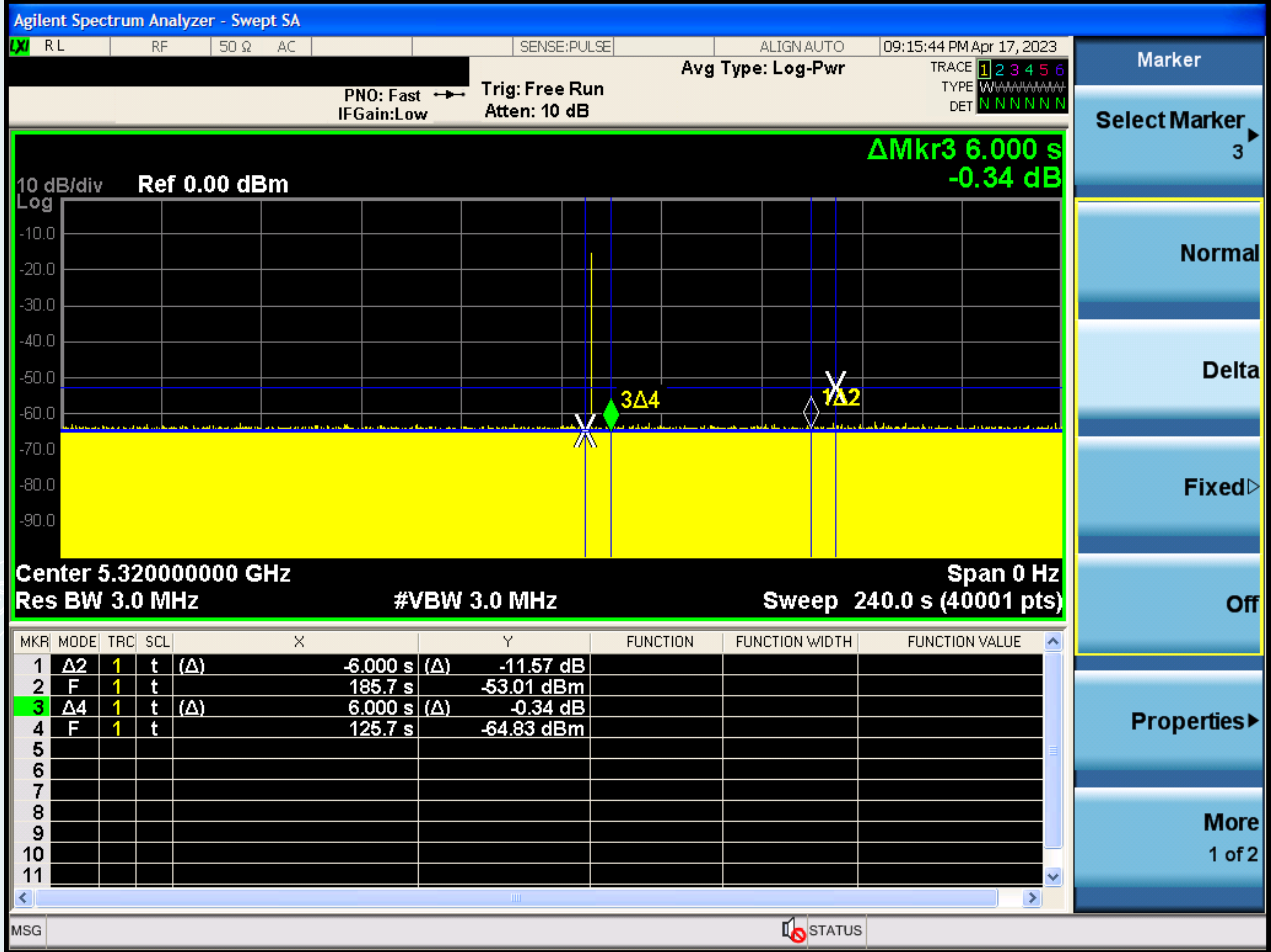 Agilent Spectrum Analyzer - Swept SA
LXI RL RF 50 Ω AC SENSE:PULSE ALIGN AUTO 09:15:44 PM Apr 17, 2023
Avg Type: Log-Pwr
TRACE 1 2 3 4 5 6
PNO: Fast
Trig: Free Run
TYPE WWWWWW
IFGain:Low
Atten: 10 dB
DET N N N N N N
ΔMkr3 6.000 s
-0.34 dB
10 dB/div Ref 0.00 dBm
Log
-10.0
-20.0
-30.0
-40.0
-50.0
-60.0
-70.0
-80.0
-90.0
3Δ4
1Δ2
Center 5.320000000 GHz Span 0 Hz
Res BW 3.0 MHz #VBW 3.0 MHz Sweep 240.0 s (40001 pts)
MKR MODE TRC SCL X Y FUNCTION FUNCTION WIDTH FUNCTION VALUE
1 Δ2 1 t (Δ) -6.000 s (Δ) -11.57 dB
2 F 1 t 185.7 s -53.01 dBm
3 Δ4 1 t (Δ) 6.000 s (Δ) -0.34 dB
4 F 1 t 125.7 s -64.83 dBm
5
6
7
8
9
10
11
MSG STATUS
Marker
Select Marker
3
Normal
Delta
Fixed
Off
Properties
More
1 of 2